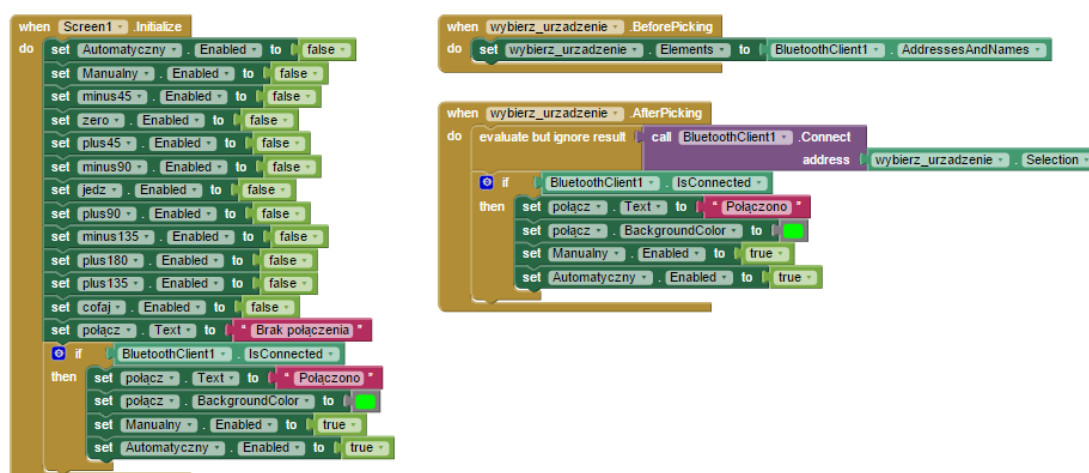 when Screen1 .Initialize
do set Automatyczny . Enabled to false
set Manualny . Enabled to false
set minus45 . Enabled to false
set zero . Enabled to false
set plus45 . Enabled to false
set minus90 . Enabled to false
set jedz . Enabled to false
set plus90 . Enabled to false
set minus135 . Enabled to false
set plus180 . Enabled to false
set plus135 . Enabled to false
set cofaj . Enabled to false
set połącz . Text to " Brak połączenia "
if BluetoothClient1 . IsConnected
then set połącz . Text to " Połączono "
set połącz . BackgroundColor to
set Manualny . Enabled to true
set Automatyczny . Enabled to true
when wybierz_urzadzenie .BeforePicking
do set wybierz_urzadzenie . Elements to BluetoothClient1 . AddressesAndNames
when wybierz_urzadzenie .AfterPicking
do evaluate but ignore result call BluetoothClient1 .Connect
address wybierz_urzadzenie . Selection
if BluetoothClient1 . IsConnected
then set połącz . Text to " Połączono "
set połącz . BackgroundColor to
set Manualny . Enabled to true
set Automatyczny . Enabled to true